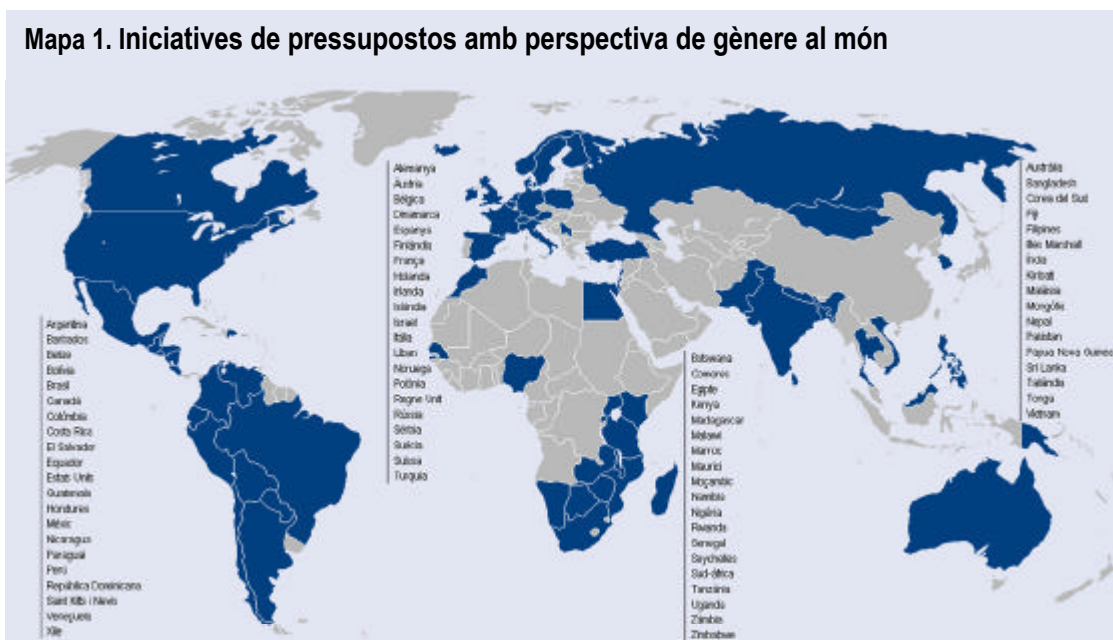 Mapa 1. Iniciatives de pressupostos amb perspectiva de gènere al món
Argentina
Barbados
Belize
Bolívia
Brasil
Canadà
Colòmbia
Costa Rica
El Salvador
Equador
Estats Units
Guatemala
Hondures
Mèxic
Nicaragua
Paraguai
Perú
República Dominicana
Saint Kitts i Nevis
Veneçuela
Xile
Alemanya
Àustria
Bèlgica
Dinamarca
Espanya
Finlàndia
França
Holanda
Irlanda
Islàndia
Israel
Itàlia
Líban
Noruega
Polònia
Regne Unit
Rússia
Sèrbia
Suècia
Suïssa
Turquia
Botswana
Comores
Egipte
Kenya
Madagascar
Malawi
Marroc
Maurici
Moçambic
Namíbia
Nigèria
Rwanda
Senegal
Seychelles
Sud-àfrica
Tanzània
Uganda
Zàmbia
Zimbabwe
Austràlia
Bangladesh
Corea del Sud
Fiji
Filipines
Illes Marshall
Índia
Kiribati
Malàisia
Mongòlia
Nepal
Pakistan
Papua Nova Guinea
Sri Lanka
Tailàndia
Tonga
Vietnam